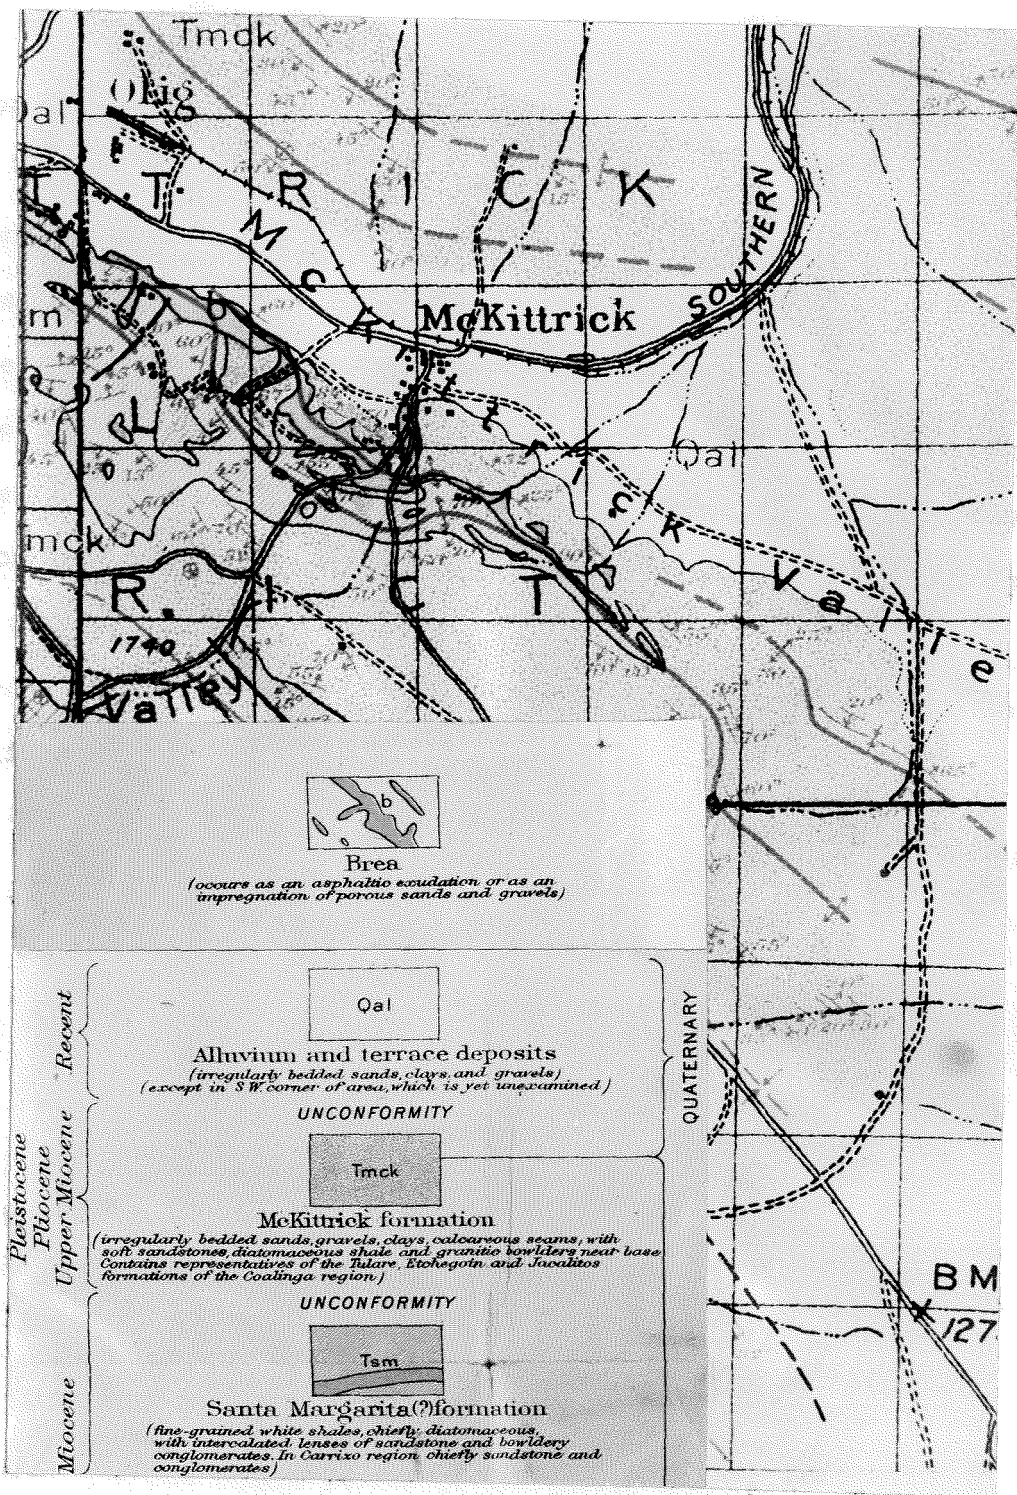 Tmck
Olig
T R I C K
Mc
SOUTHERN
b
McKittrick
m
L
Qal
mck
R. I C T
Valle
1740
Valley
b
Brea
(occurs as an asphaltic exudation or as an
impregnation of porous sands and gravels)
Recent
Qal
QUATERNARY
Alluvium and terrace deposits
(irregularly bedded sands, clays, and gravels)
(except in S W corner of area, which is yet unexamined)
UNCONFORMITY
Pleistocene
Pliocene
Upper Miocene
Tmck
McKittrick formation
(irregularly bedded sands, gravels, clays, calcareous seams; with
soft sandstones, diatomaceous shale and granitic bowlders near base
Contains representatives of the Tulare, Etchegoin and Jacalitos
formations of the Coalinga region)
BM
127
UNCONFORMITY
Miocene
Tsm
Santa Margarita(?) formation
(fine-grained white shales, chiefly diatomaceous,
with intercalated lenses of sandstone and bowldery
conglomerates. In Carrizo region chiefly sandstone and
conglomerates)